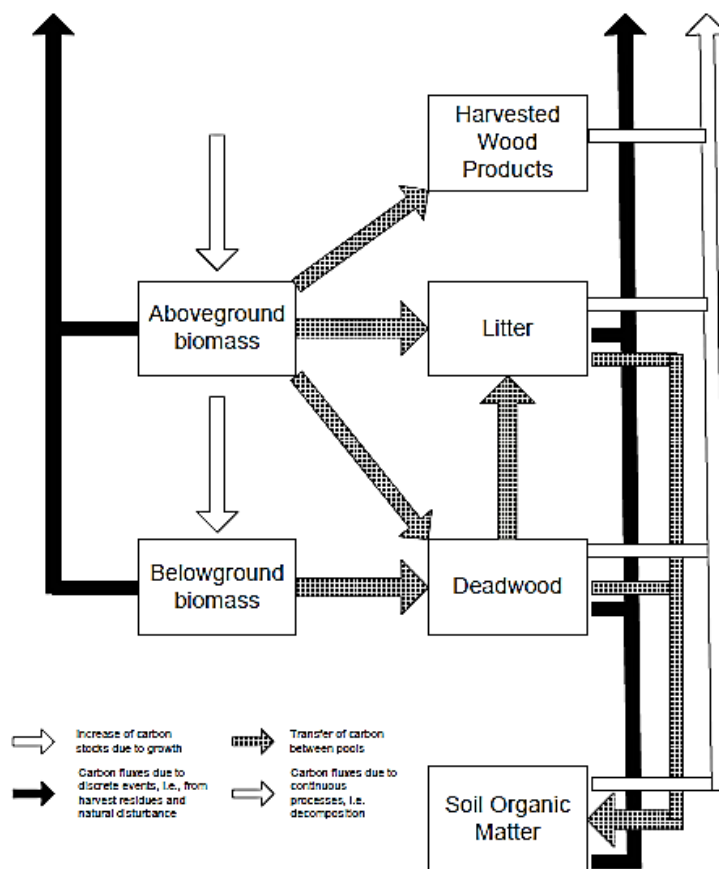 Harvested
Wood
Products
Aboveground
biomass
Litter
Belowground
biomass
Deadwood
Increase of carbon
stocks due to growth
Transfer of carbon
between pools
Carbon fluxes due to
discrete events, i.e., from
harvest residues and
natural disturbance
Carbon fluxes due to
continuous
processes, i.e.
decomposition
Soil Organic
Matter